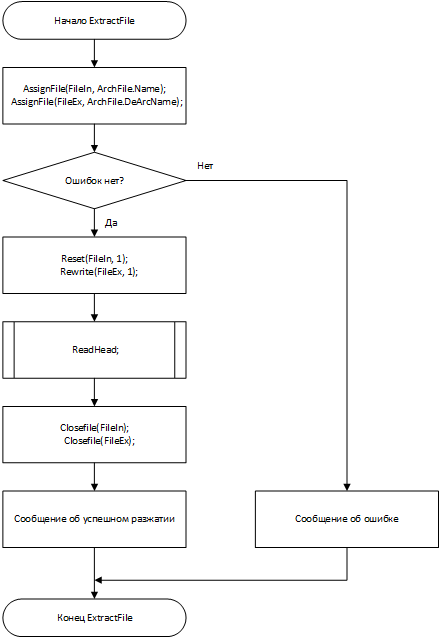 Начало ExtractFile
AssignFile(FileIn, ArchFile.Name);
AssignFile(FileEx, ArchFile.DeArcName);
Ошибок нет?
Нет
Да
Reset(FileIn, 1);
Rewrite(FileEx, 1);
ReadHead;
Closefile(FileIn);
Closefile(FileEx);
Сообщение об успешном разжатии
Сообщение об ошибке
Конец ExtractFile